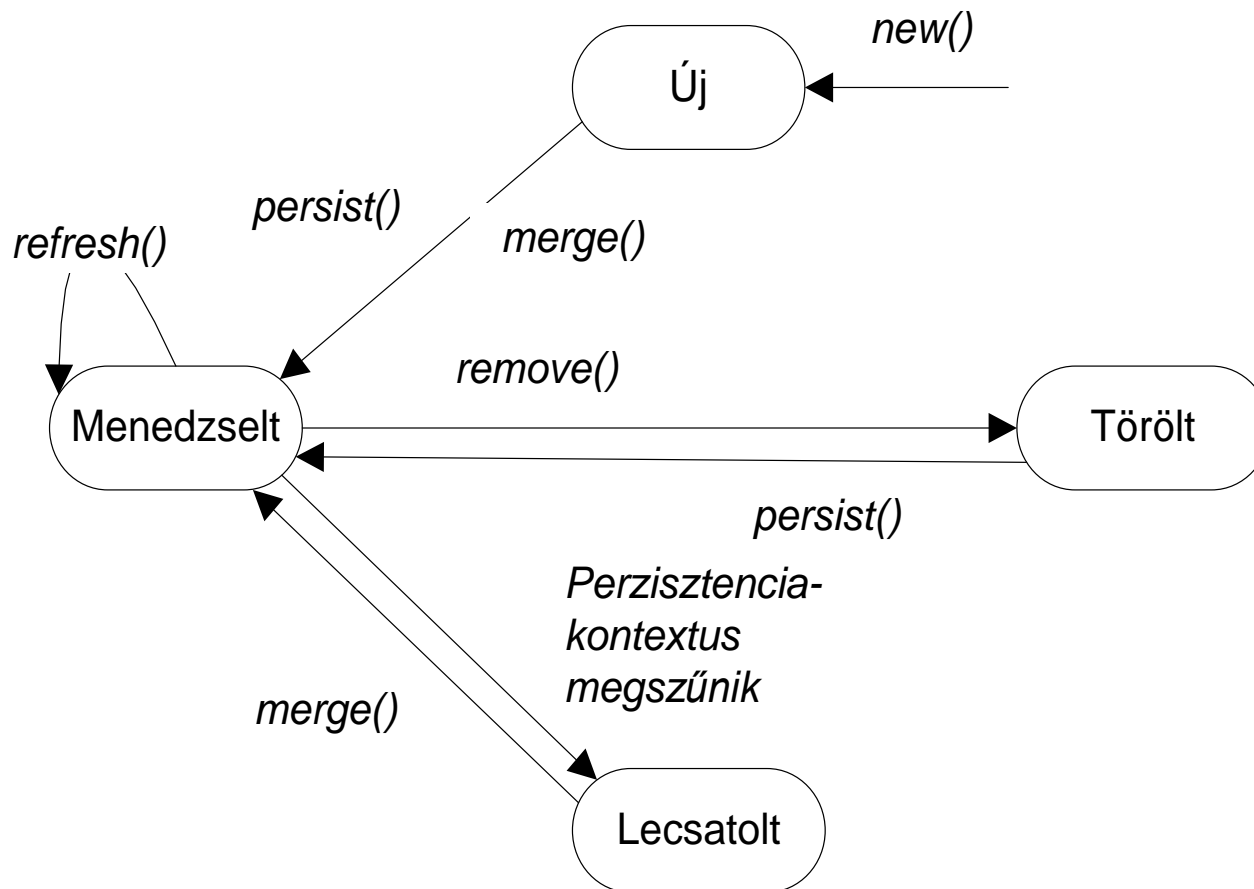 new()
Új
persist()
merge()
refresh()
remove()
Menedzselt
Törölt
persist()
Perzisztencia-
kontextus
megszűnik
merge()
Lecsatolt